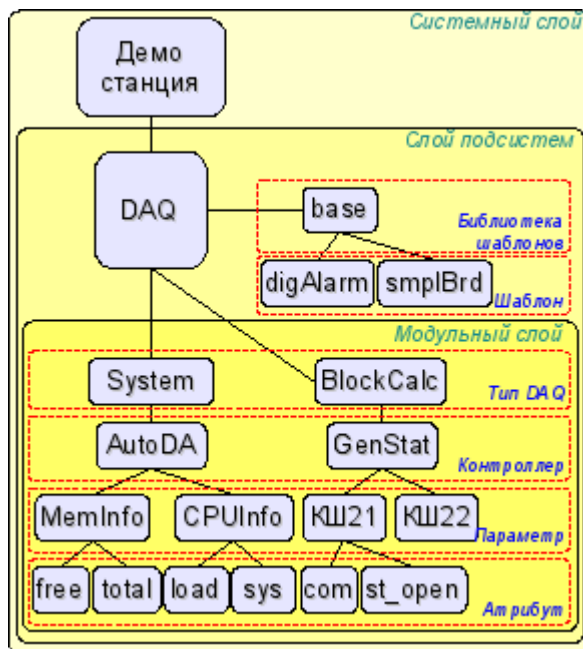 Системный слой
Демо
станция
Слой подсистем
DAQ
base
Библиотека
шаблонов
digAlarm
smplBrd
Шаблон
Модульный слой
System
BlockCalc
Тип DAQ
AutoDA
GenStat
Контроллер
MemInfo
CPUInfo
КШ21
КШ22
Параметр
free
total
load
sys
com
st_open
Атрибут